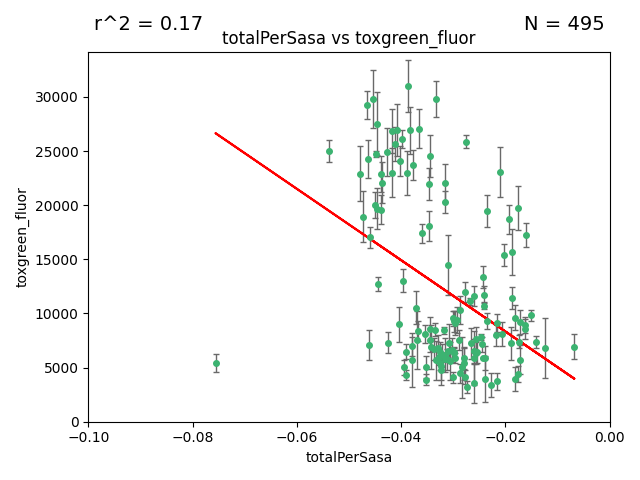 r^2 = 0.17
N = 495
totalPerSasa vs toxgreen_fluor
toxgreen_fluor
30000
25000
20000
15000
10000
5000
0
−0.10
−0.08
−0.06
−0.04
−0.02
0.00
totalPerSasa